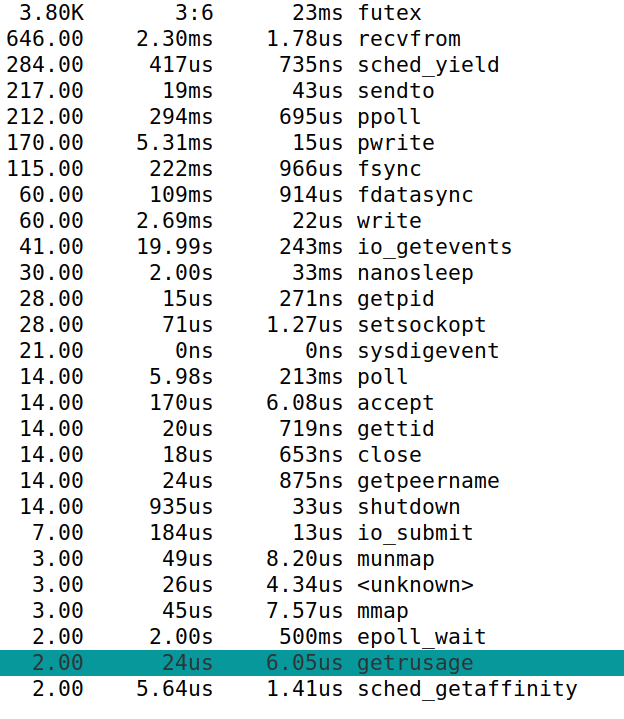 3.80K 3:6 23ms futex
646.00 2.30ms 1.78us recvfrom
284.00 417us 735ns sched_yield
217.00 19ms 43us sendto
212.00 294ms 695us ppoll
170.00 5.31ms 15us pwrite
115.00 222ms 966us fsync
60.00 109ms 914us fdatasync
60.00 2.69ms 22us write
41.00 19.99s 243ms io_getevents
30.00 2.00s 33ms nanosleep
28.00 15us 271ns getpid
28.00 71us 1.27us setsockopt
21.00 0ns 0ns sysdigevent
14.00 5.98s 213ms poll
14.00 170us 6.08us accept
14.00 20us 719ns gettid
14.00 18us 653ns close
14.00 24us 875ns getpeername
14.00 935us 33us shutdown
7.00 184us 13us io_submit
3.00 49us 8.20us munmap
3.00 26us 4.34us <unknown>
3.00 45us 7.57us mmap
2.00 2.00s 500ms epoll_wait
2.00 24us 6.05us getrusage
2.00 5.64us 1.41us sched_getaffinity